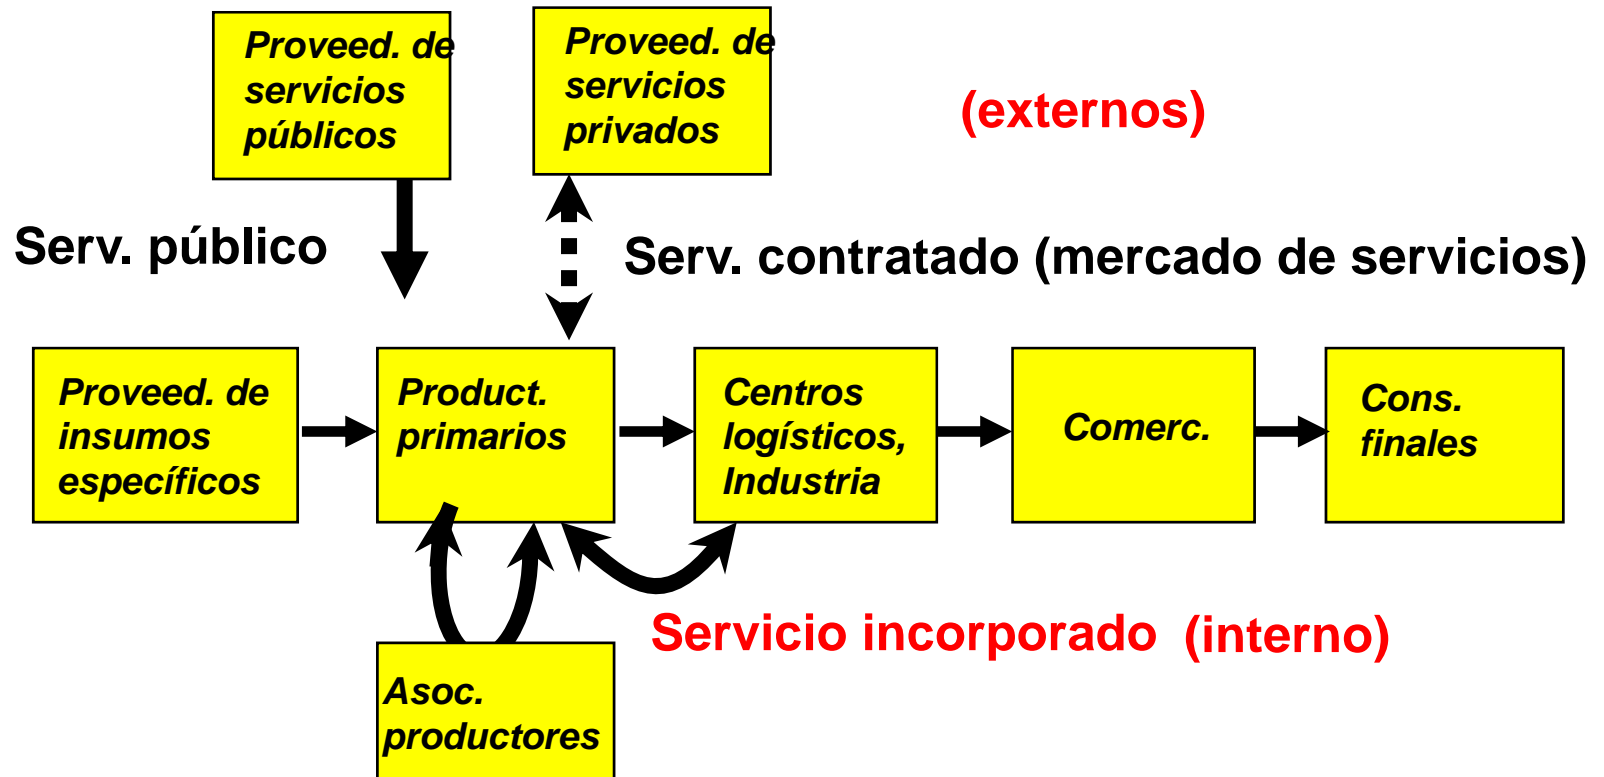 Proveed. de
servicios
públicos
Proveed. de
servicios
privados
(externos)
Serv. público
Serv. contratado (mercado de servicios)
Proveed. de
insumos
específicos
Product.
primarios
Centros
logísticos,
Industria
Comerc.
Cons.
finales
Servicio incorporado (interno)
Asoc.
productores